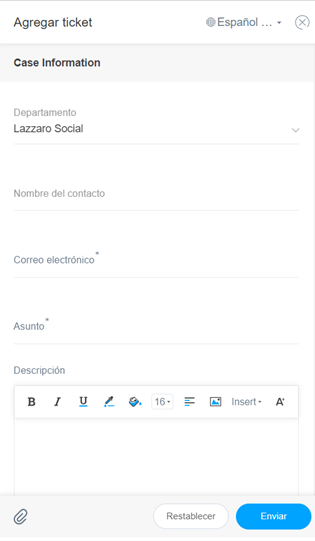 Agregar ticket
Español ...
Case Information
Departamento
Lazzaro Social
Nombre del contacto
Correo electrónico*
Asunto*
Descripción
B I U 16 Insert A
Restablecer Enviar